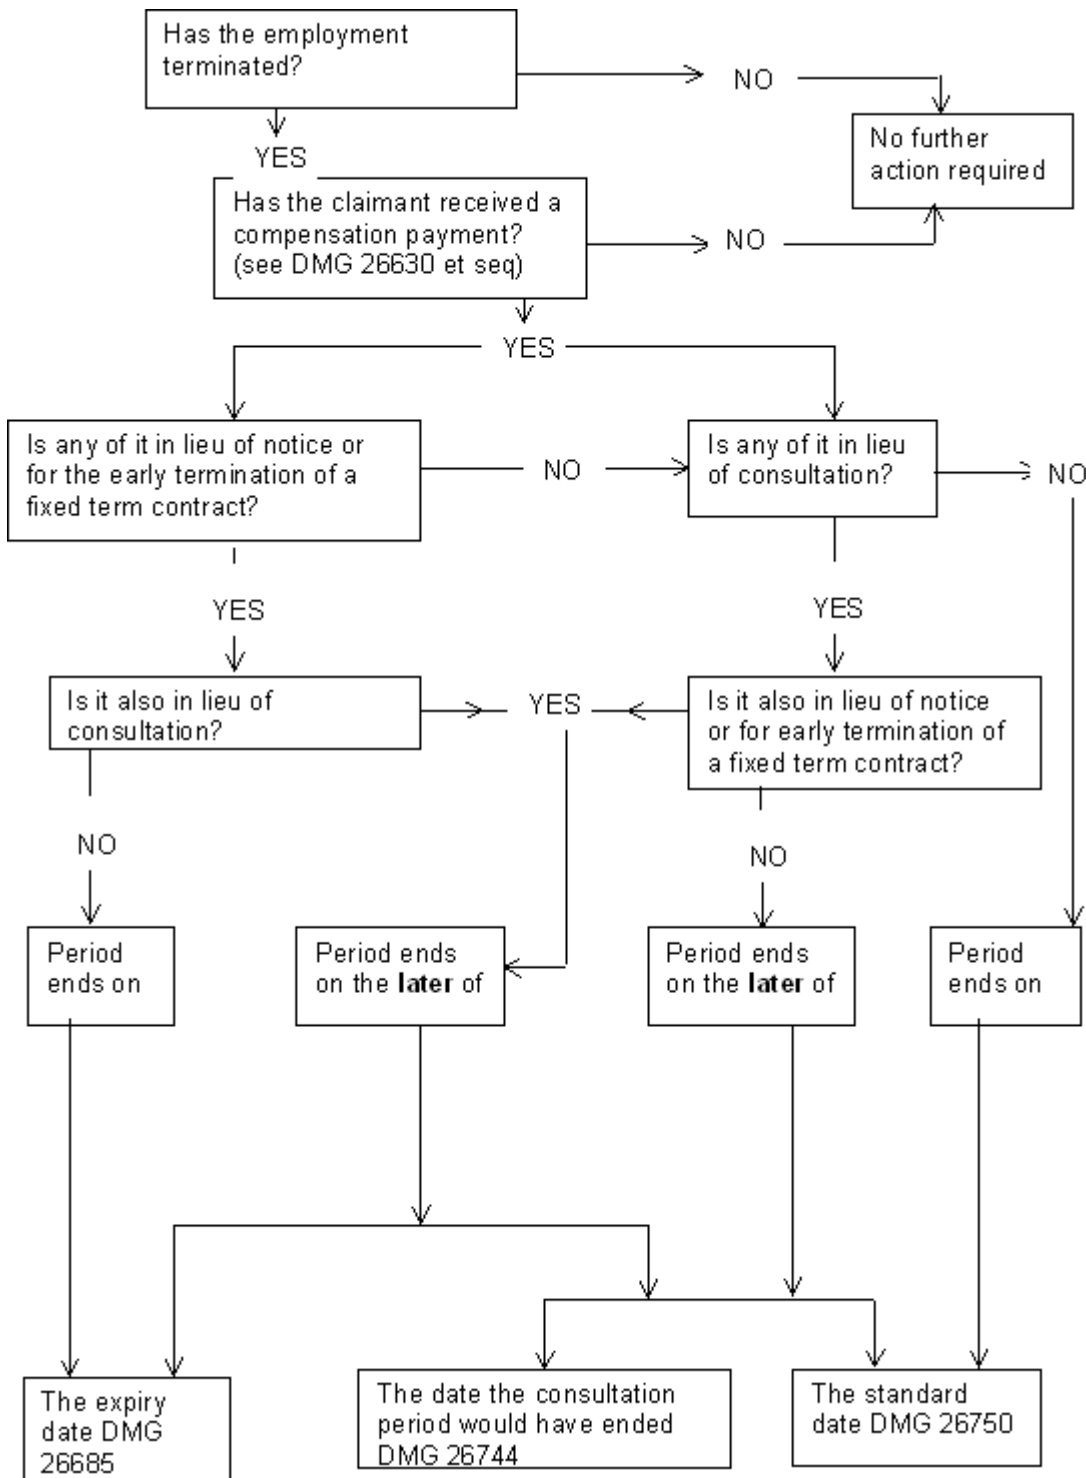 Has the employment
terminated?
NO
No further
action required
YES
Has the claimant received a
compensation payment?
(see DMG 26630 et seq)
NO
YES
Is any of it in lieu of notice or
for the early termination of a
fixed term contract?
NO
Is any of it in lieu
of consultation?
NO
YES
YES
Is it also in lieu of
consultation?
YES
Is it also in lieu of notice
or for early termination of
a fixed term contract?
NO
NO
Period
ends on
Period ends
on the later of
Period ends
on the later of
Period
ends on
The expiry
date DMG
26685
The date the consultation
period would have ended
DMG 26744
The standard
date DMG 26750